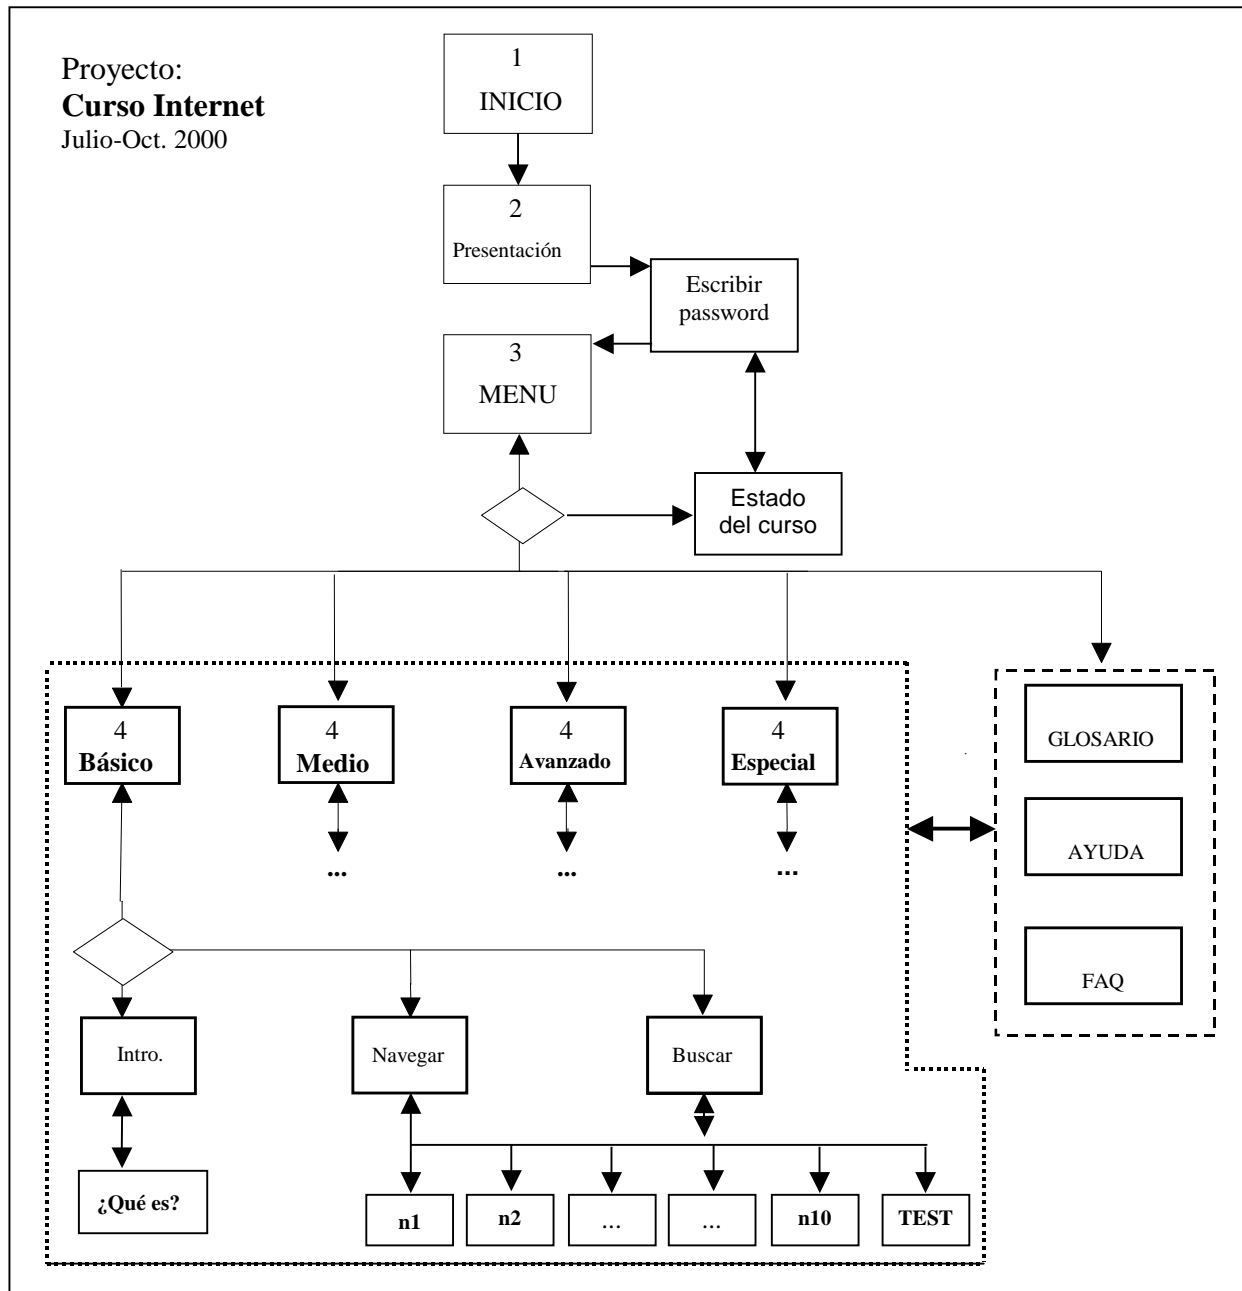 Proyecto:
Curso Internet
Julio-Oct. 2000
1
INICIO
2
Presentación
Escribir
password
3
MENU
Estado
del curso
4
Básico
4
Medio
4
Avanzado
4
Especial
...
...
...
GLOSARIO
AYUDA
FAQ
Intro.
Navegar
Buscar
¿Qué es?
n1
n2
...
...
n10
TEST